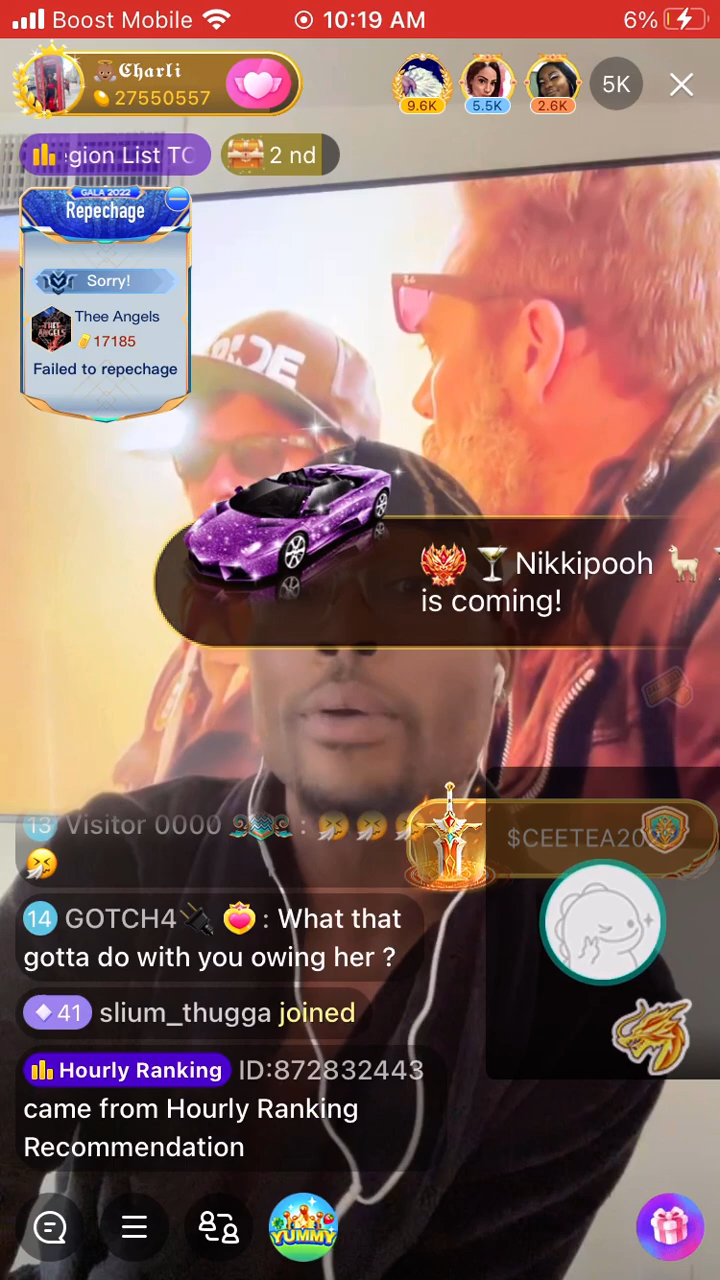 Boost Mobile
10:19 AM
6%
Charli
27550557
9.6K
5.5K
2.6K
5K
gion List TO
2 nd
GALA 2022
Repechage
Sorry!
THEE ANGELS
Thee Angels
17185
Failed to repechage
Nikkipooh
is coming!
13 Visitor 0000 :
$CEETEA20
14 GOTCH4 : What that
gotta do with you owing her ?
41 slium_thugga joined
Hourly Ranking ID:872832443
came from Hourly Ranking
Recommendation
YUMMY